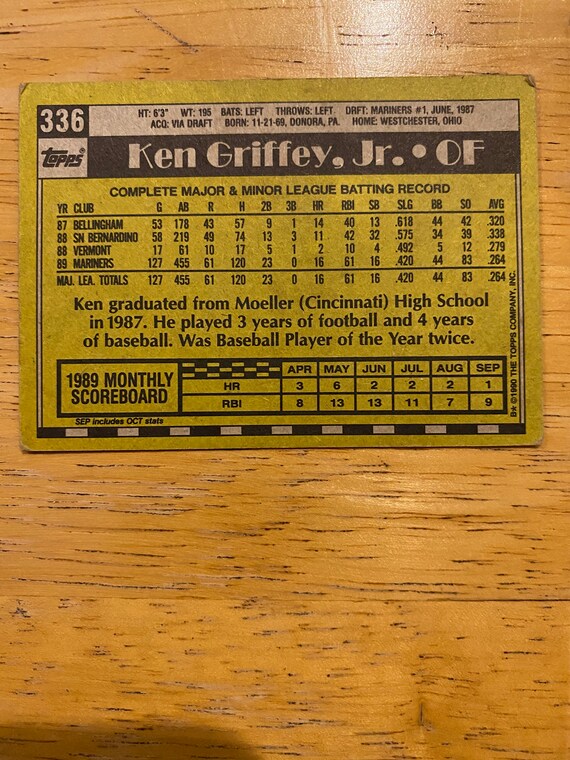 336
HT: 6'3" WT: 195 BATS: LEFT THROWS: LEFT DRFT: MARINERS #1, JUNE, 1987
ACQ: VIA DRAFT BORN: 11-21-69, DONORA, PA. HOME: WESTCHESTER, OHIO
Topps
Ken Griffey, Jr. • OF
COMPLETE MAJOR & MINOR LEAGUE BATTING RECORD
YR CLUB G AB R H 2B 3B HR RBI SB SLG BB SO AVG
87 BELLINGHAM 53 178 43 57 9 1 14 40 13 .618 44 42 .320
88 SN BERNARDINO 58 219 49 74 13 3 11 42 32 .575 34 39 .338
88 VERMONT 17 61 10 17 5 1 2 10 4 .492 5 12 .279
89 MARINERS 127 455 61 120 23 0 16 61 16 .420 44 83 .264
MAJ. LEA. TOTALS 127 455 61 120 23 0 16 61 16 .420 44 83 .264
Ken graduated from Moeller (Cincinnati) High School
in 1987. He played 3 years of football and 4 years
of baseball. Was Baseball Player of the Year twice.
1989 MONTHLY
SCOREBOARD
APR MAY JUN JUL AUG SEP
HR 3 6 2 2 2 1
RBI 8 13 13 11 7 9
SEP includes OCT stats
B* ©1990 THE TOPPS COMPANY, INC.